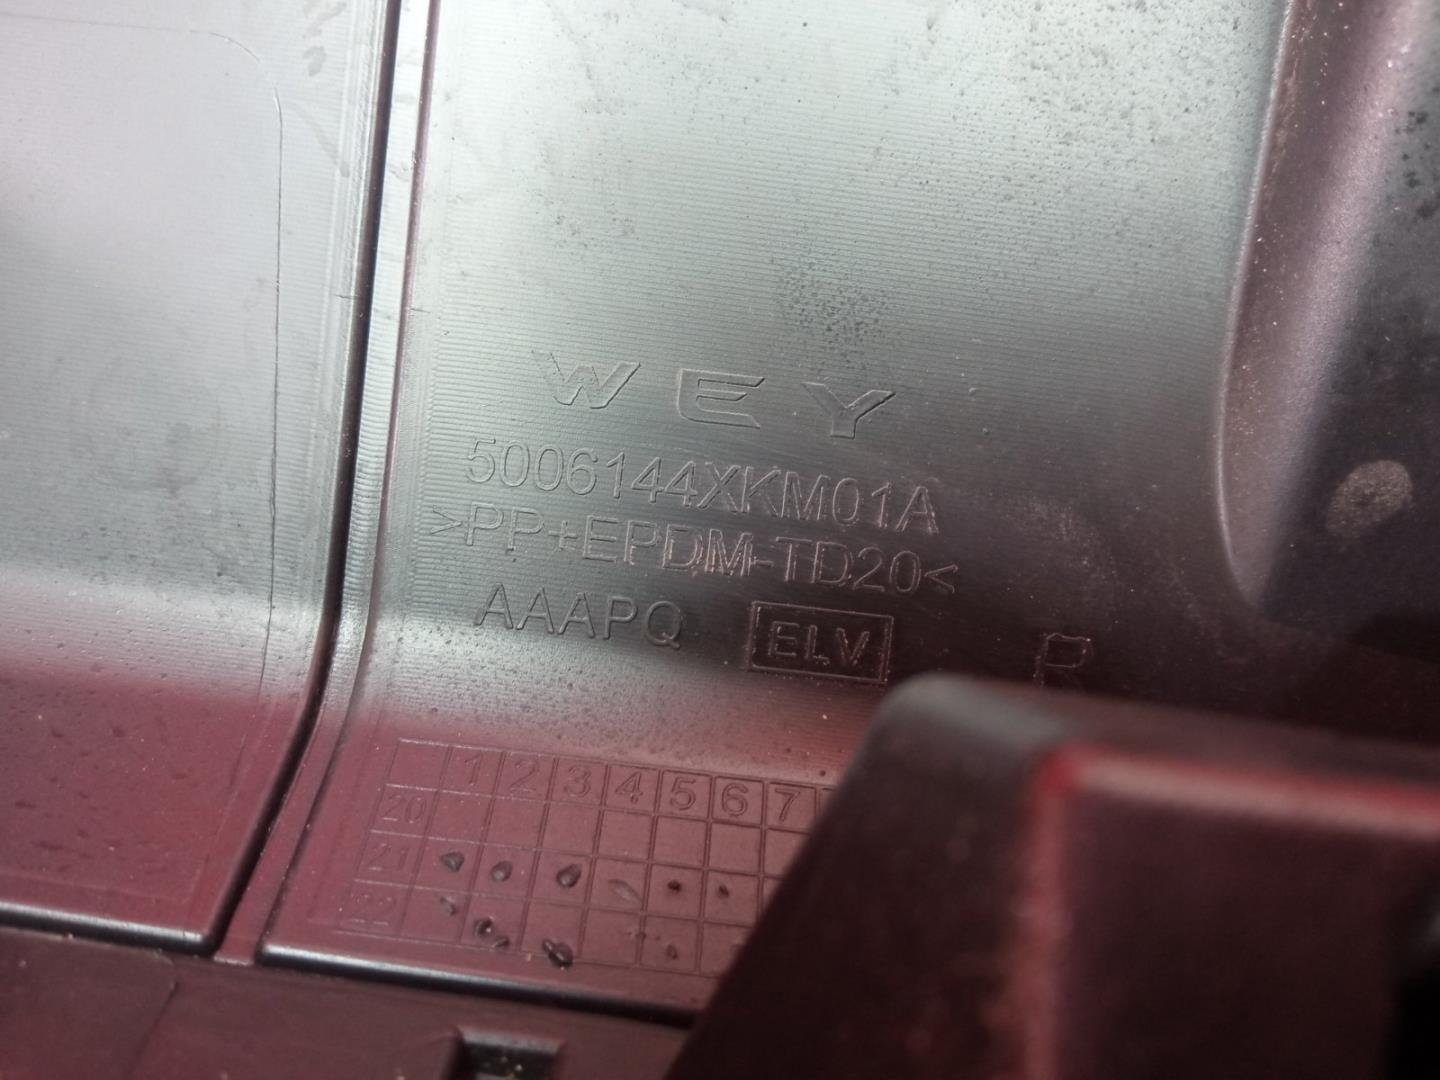 WEY
5006144XKM01A
>PP+EPDM-TD20<
AAAPQ ELV R
1 2 3 4 5 6 7
20
21
22